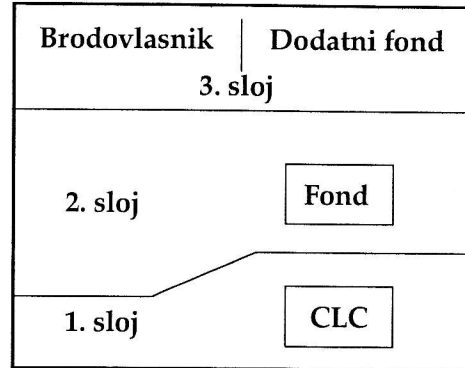 Brodovlasnik Dodatni fond
3. sloj
2. sloj Fond
1. sloj CLC